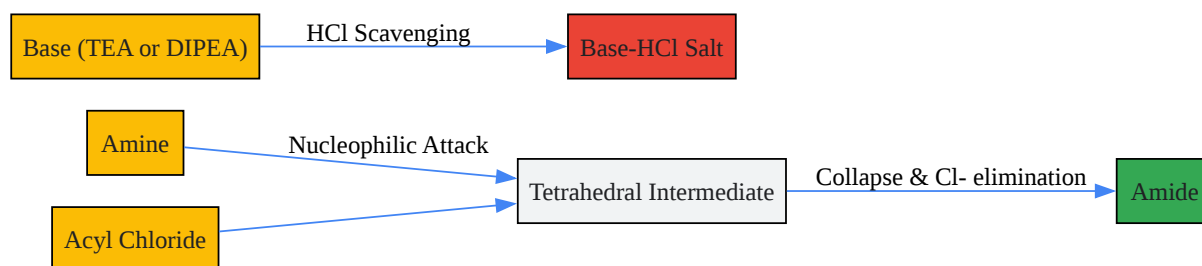 Base (TEA or DIPEA)
HCl Scavenging
Base-HCl Salt
Amine
Nucleophilic Attack
Acyl Chloride
Tetrahedral Intermediate
Collapse & Cl- elimination
Amide